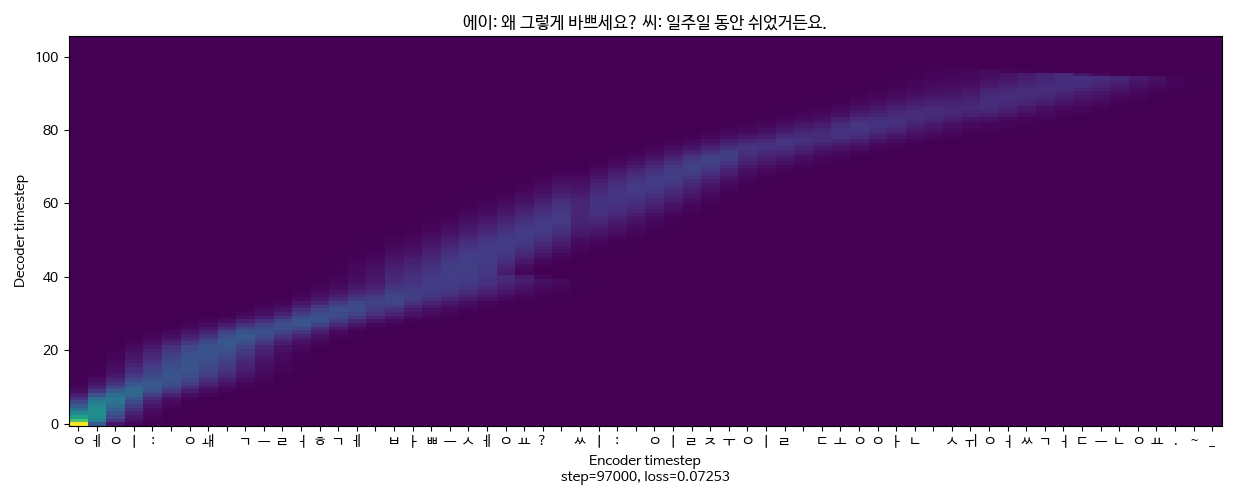 에이: 왜 그렇게 바쁘세요? 씨: 일주일 동안 쉬었거든요.
Decoder timestep
100
80
60
40
20
0
ㅇ ㅔ ㅇ ㅣ : ㅇ ㅙ ㄱ ㅡ ㄹ ㅓ ㅎ ㄱ ㅔ ㅂ ㅏ ㅃ ㅡ ㅅ ㅔ ㅇ ㅛ ? ㅆ ㅣ : ㅇ ㅣ ㄹ ㅈ ㅜ ㅇ ㅣ ㄹ ㄷ ㅗ ㅇ ㅇ ㅏ ㄴ ㅅ ㅟ ㅇ ㅓ ㅆ ㄱ ㅓ ㄷ ㅡ ㄴ ㅇ ㅛ . ~ _
Encoder timestep
step=97000, loss=0.07253